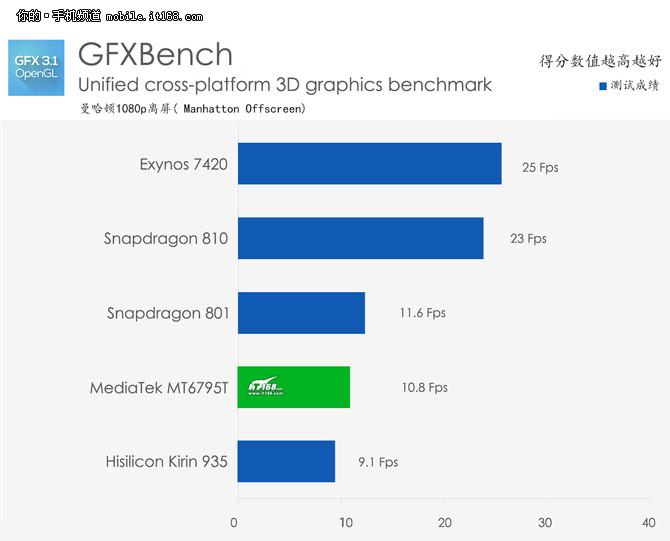 你的·手机频道 mobile.it168.com
GFX 3.1
OpenGL
GFXBench
Unified cross-platform 3D graphics benchmark
曼哈顿1080p离屏( Manhatton Offscreen)
得分数值越高越好
测试成绩
Exynos 7420
25 Fps
Snapdragon 810
23 Fps
Snapdragon 801
11.6 Fps
MediaTek MT6795T
www.it168.com
10.8 Fps
Hisilicon Kirin 935
9.1 Fps
0 10 20 30 40